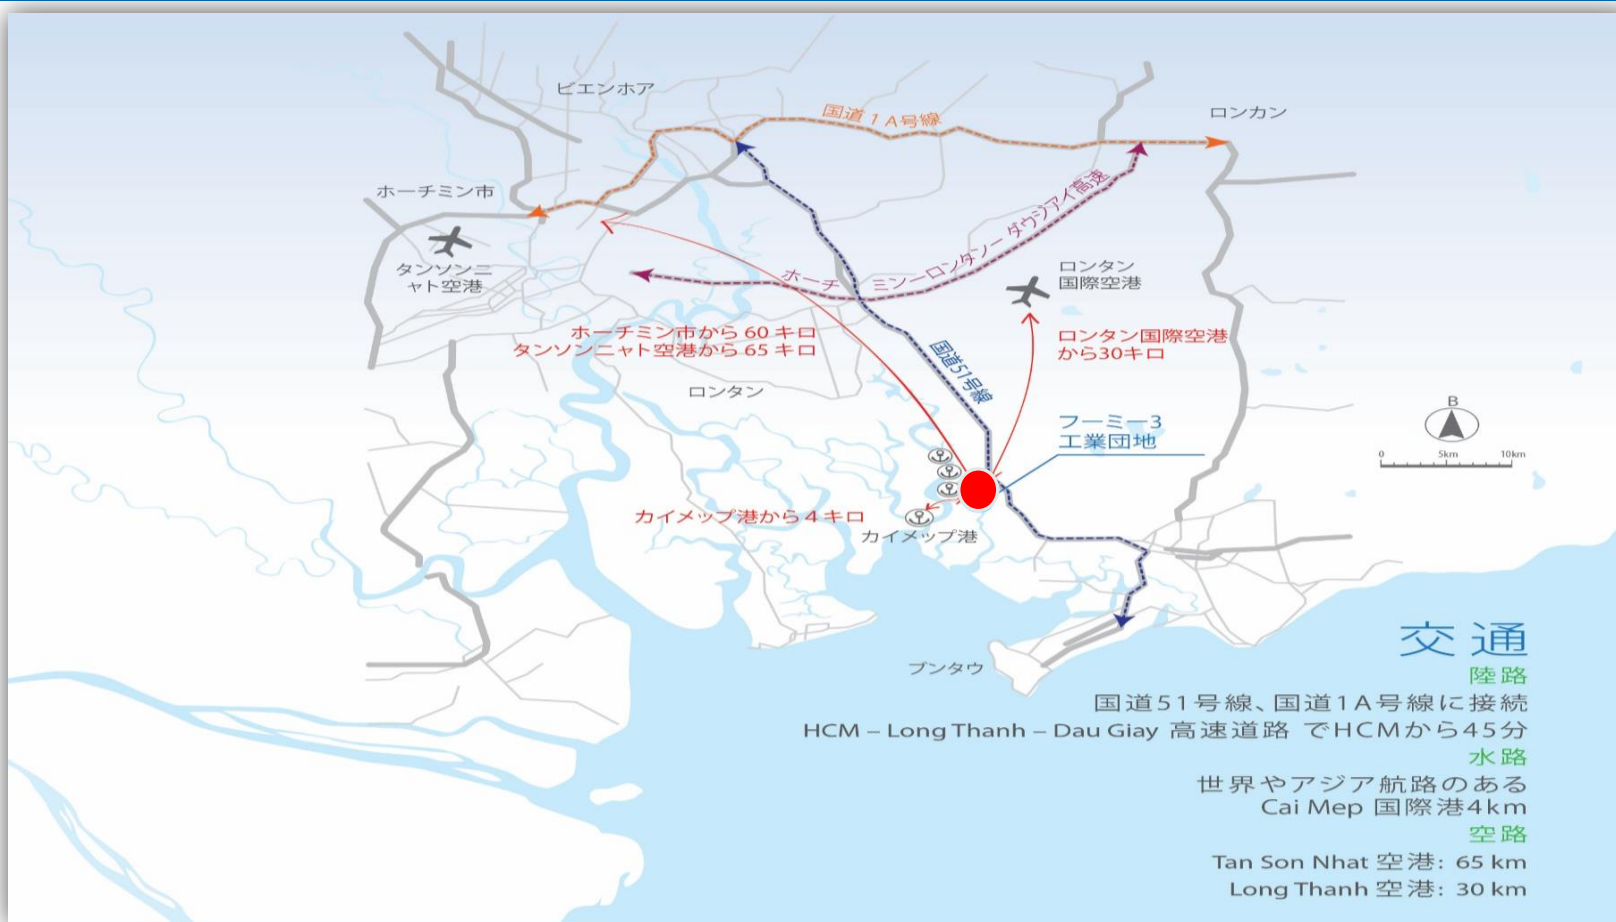 ビエンホア
国道1A号線
ロンカン
ホーチミン市
タンソンニ
ャト空港
ホーチミンーロンタンー ダウジアイ高速
ロンタン
国際空港
ホーチミン市から 60 キロ
タンソンニャト空港から 65 キロ
ロンタン国際空港
から30キロ
国道51号線
ロンタン
フーミー3
工業団地
B
0 5km 10km
カイメップ港から 4 キロ
カイメップ港
ブンタウ
交通
陸路
国道51号線、国道1A号線に接続
HCM – Long Thanh – Dau Giay 高速道路 でHCMから45分
水路
世界やアジア航路のある
Cai Mep 国際港4km
空路
Tan Son Nhat 空港: 65 km
Long Thanh 空港: 30 km